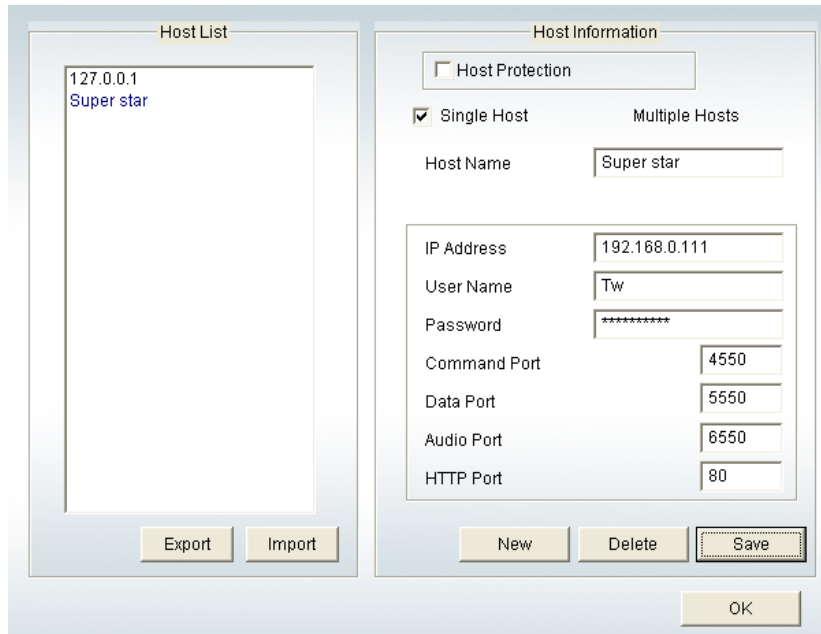 Host List
127.0.0.1
Super star
Export Import
Host Information
Host Protection
Single Host Multiple Hosts
Host Name Super star
IP Address 192.168.0.111
User Name Tw
Password **********
Command Port 4550
Data Port 5550
Audio Port 6550
HTTP Port 80
New Delete Save
OK